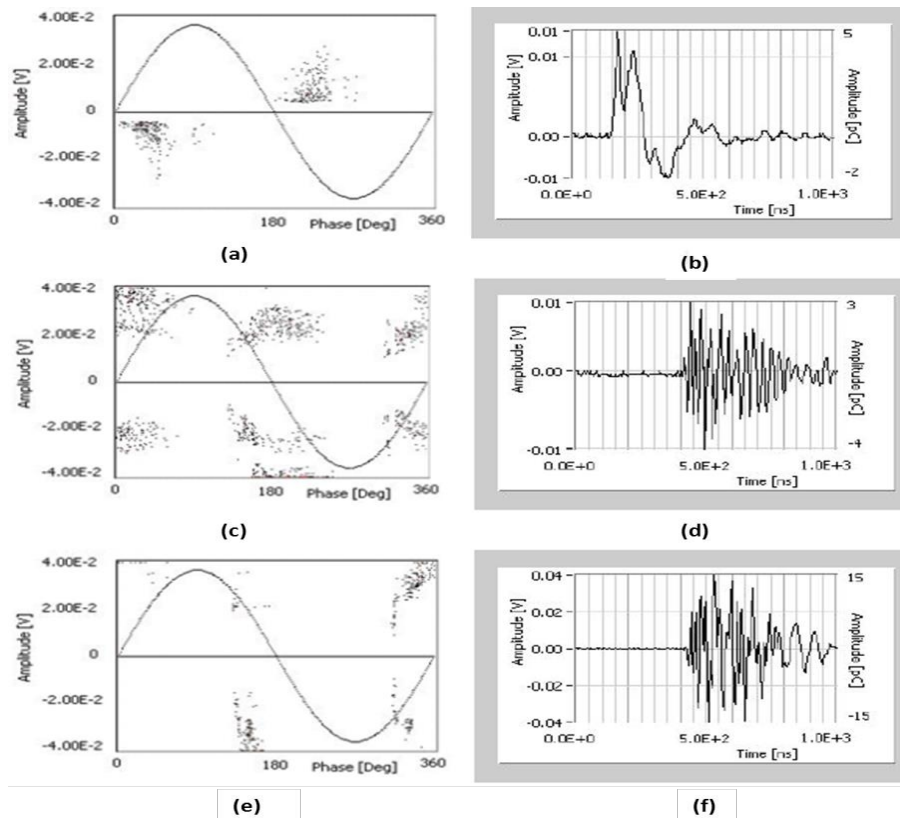 4.00E-2
2.00E-2
0
-2.00E-2
-4.00E-2
Amplitude [V]
0
180
Phase [Deg]
360
(a)
0.01
0.01
0.00
-0.01
Amplitude [V]
5
-2
Amplitude [pC]
0.0E+0
5.0E+2
1.0E+3
Time [ns]
(b)
4.00E-2
2.00E-2
0
-2.00E-2
-4.00E-2
Amplitude [V]
0
180
Phase [Deg]
360
(c)
0.01
0.00
-0.01
Amplitude [V]
3
-4
Amplitude [pC]
0.0E+0
5.0E+2
1.0E+3
Time [ns]
(d)
4.00E-2
2.00E-2
0
-2.00E-2
-4.00E-2
Amplitude [V]
0
180
Phase [Deg]
360
(e)
0.04
0.02
0.00
-0.02
-0.04
Amplitude [V]
15
-15
Amplitude [pC]
0.0E+0
5.0E+2
1.0E+3
Time [ns]
(f)